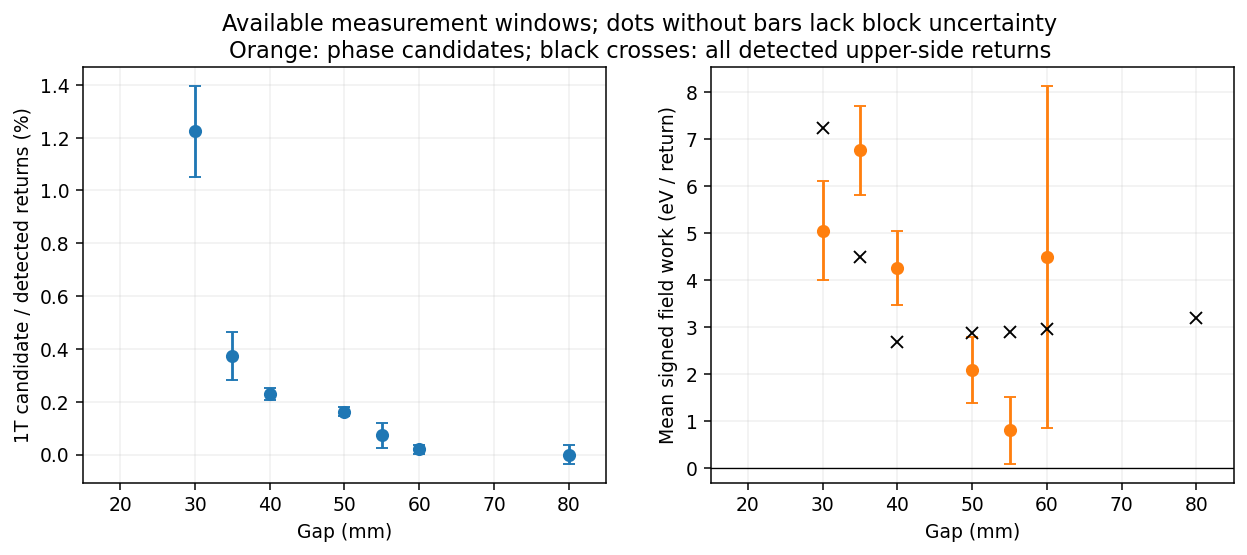 Available measurement windows; dots without bars lack block uncertainty
Orange: phase candidates; black crosses: all detected upper-side returns
1T candidate / detected returns (%)
1.4
1.2
1.0
0.8
0.6
0.4
0.2
0.0
20 30 40 50 60 70 80
Gap (mm)
Mean signed field work (eV / return)
8
7
6
5
4
3
2
1
0
20 30 40 50 60 70 80
Gap (mm)